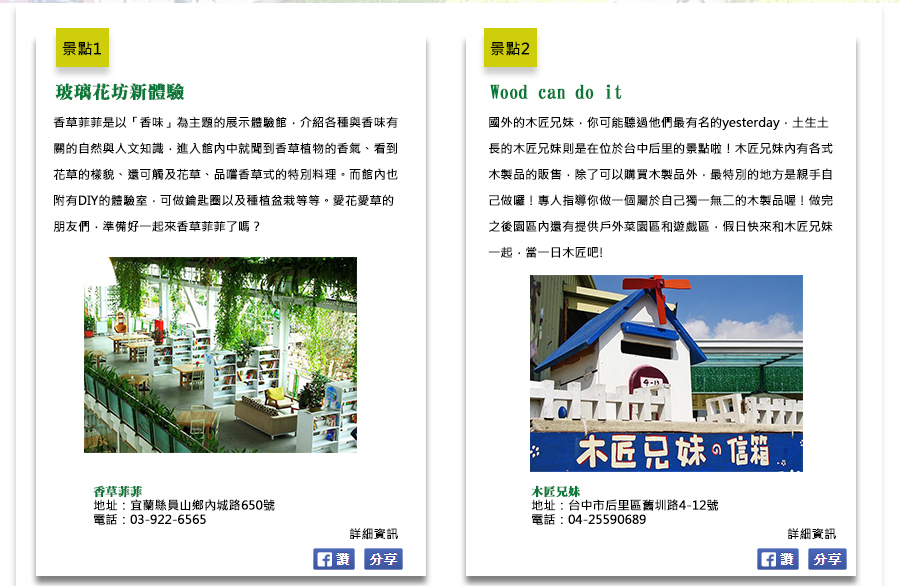 景點1
玻璃花坊新體驗
香草菲菲是以「香味」為主題的展示體驗館，介紹各種與香味有
關的自然與人文知識，進入館內中就聞到香草植物的香氣、看到
花草的樣貌、還可觸及花草、品嚐香草式的特別料理。而館內也
附有DIY的體驗室，可做鑰匙圈以及種植盆栽等等。愛花愛草的
朋友們，準備好一起來香草菲菲了嗎？
香草菲菲
地址：宜蘭縣員山鄉內城路650號
電話：03-922-6565
詳細資訊
讚 分享
景點2
Wood can do it
國外的木匠兄妹，你可能聽過他們最有名的yesterday，土生土
長的木匠兄妹則是在位於台中后里的景點啦！木匠兄妹內有各式
木製品的販售，除了可以購買木製品外，最特別的地方是親手自
己做囉！專人指導你做一個屬於自己獨一無二的木製品喔！做完
之後園區內還有提供戶外菜園區和遊戲區，假日快來和木匠兄妹
一起，當一日木匠吧!
4-12
木匠兄妹の信箱
木匠兄妹
地址：台中市后里區舊圳路4-12號
電話：04-25590689
詳細資訊
讚 分享